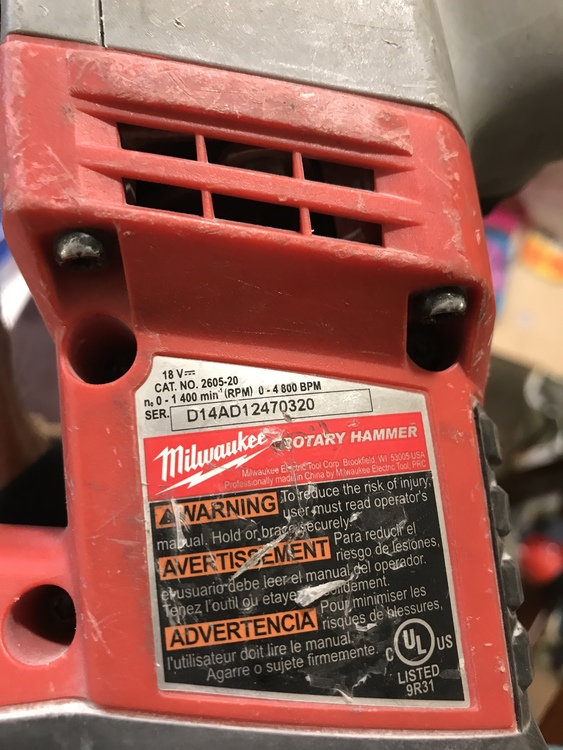 18 V⎓
CAT. NO. 2605-20
n₀ 0 - 1 400 min⁻¹ (RPM) 0 - 4 800 BPM
SER. D14AD12470320
Milwaukee ROTARY HAMMER
Milwaukee Electric Tool Corp. Brookfield, WI. 53005-USA
Professionally made in China by Milwaukee Electric Tool, PRC
WARNING To reduce the risk of injury,
user must read operator's
manual. Hold or brace securely.
AVERTISSEMENT Para reducir el
riesgo de lesiones,
el usuario debe leer el manual del operador.
Tenez l'outil ou étayez solidement.
ADVERTENCIA Pour minimiser les
risques de blessures,
l'utilisateur doit lire le manual.
Agarre o sujete firmemente.
C UL US
LISTED
9R31